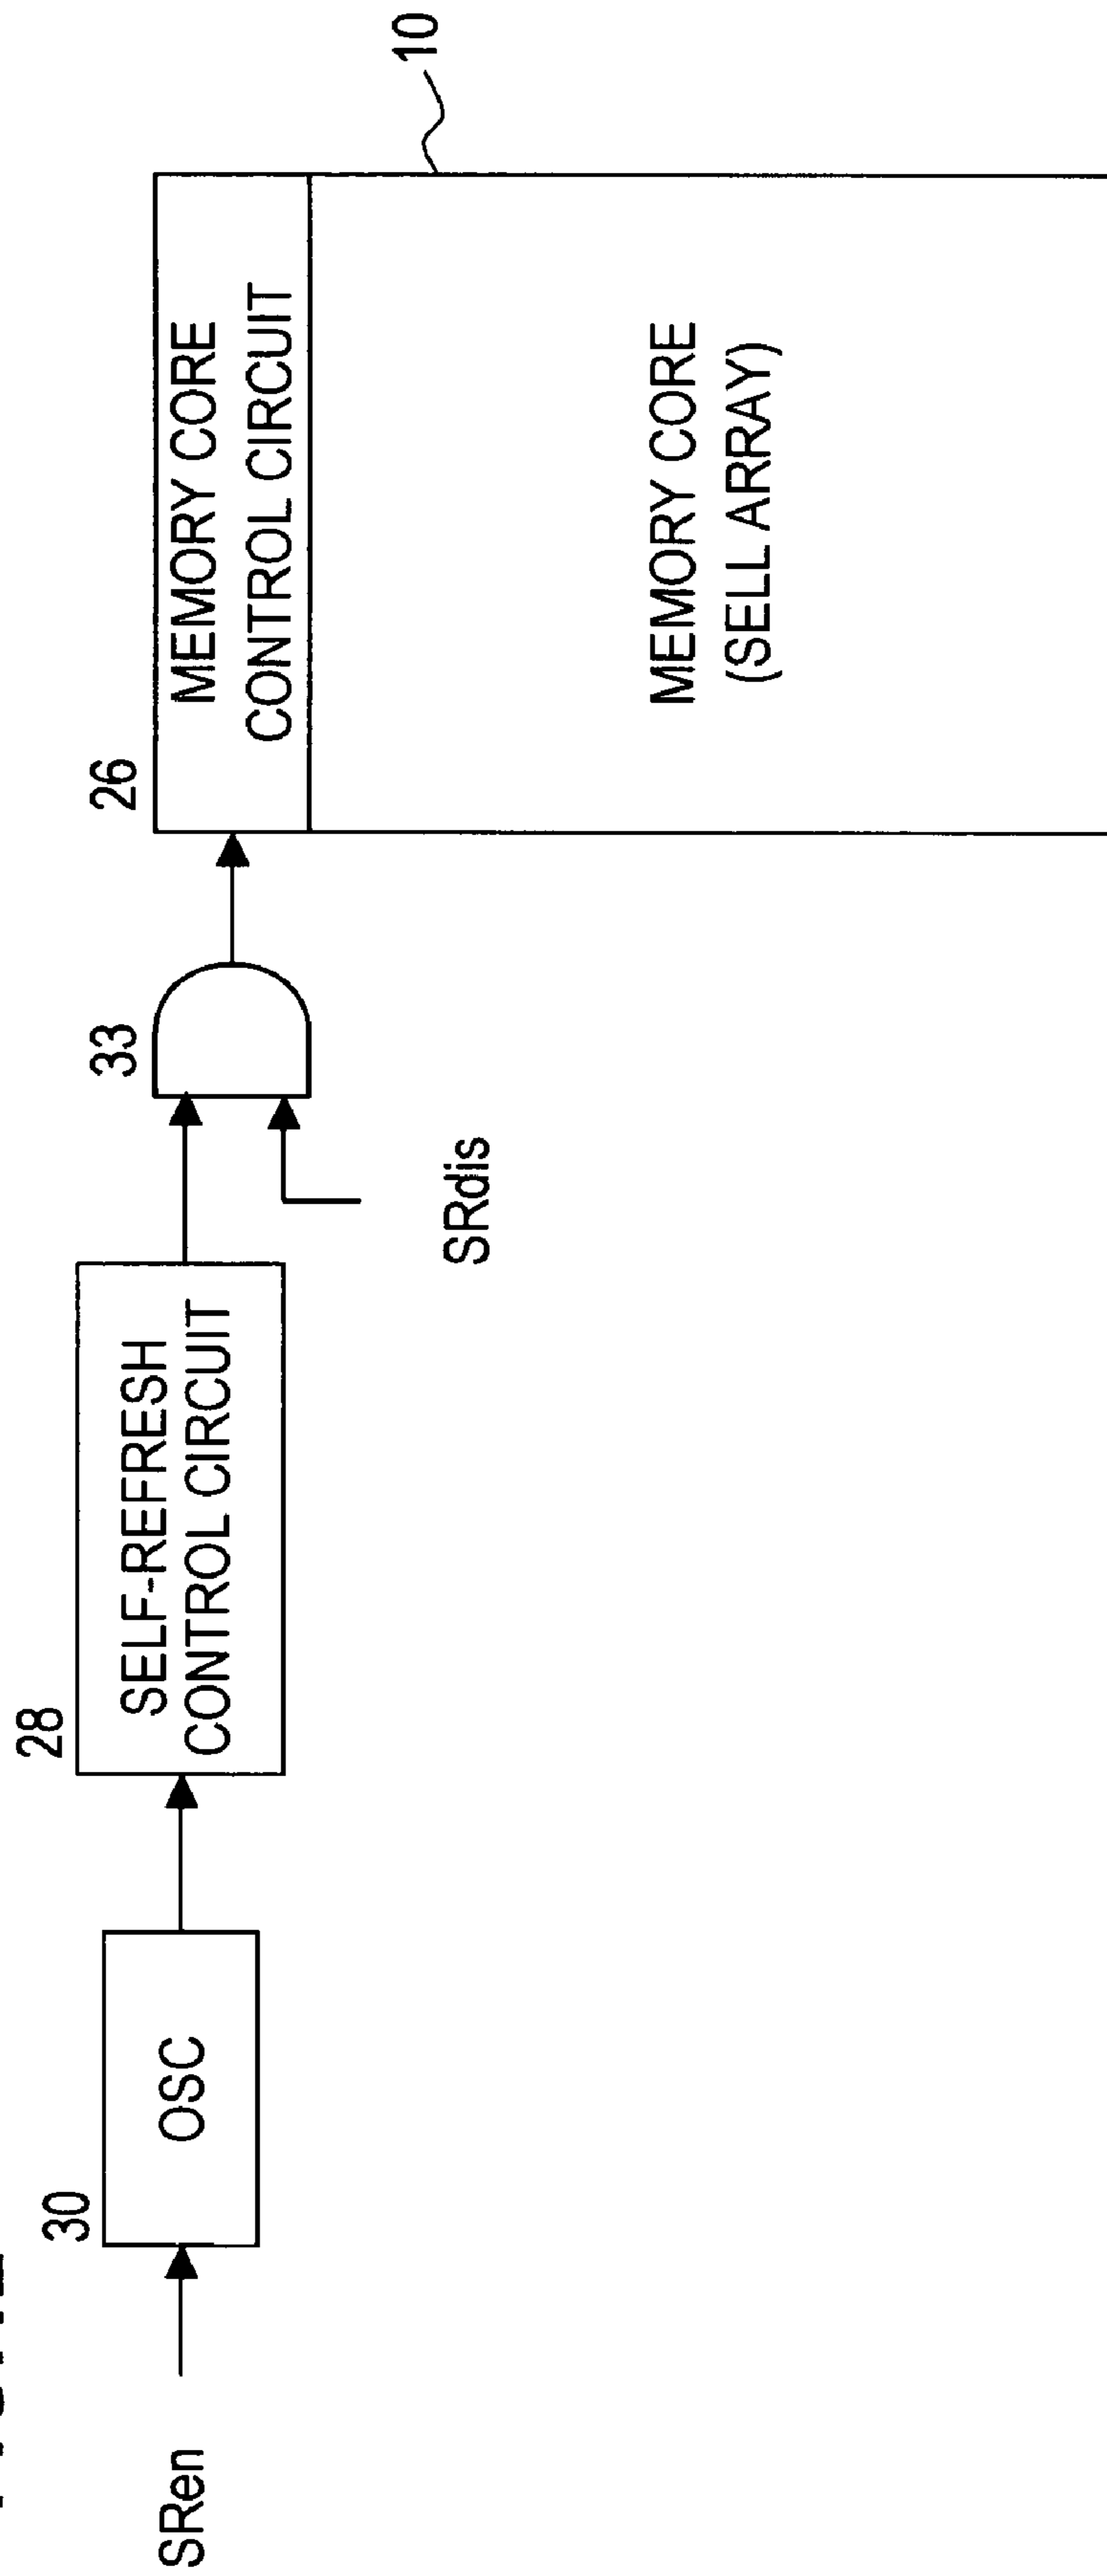 SRen
30
OSC
28
SELF-REFRESH
CONTROL CIRCUIT
SRdis
33
26
MEMORY CORE
CONTROL CIRCUIT
10
MEMORY CORE
(SELL ARRAY)